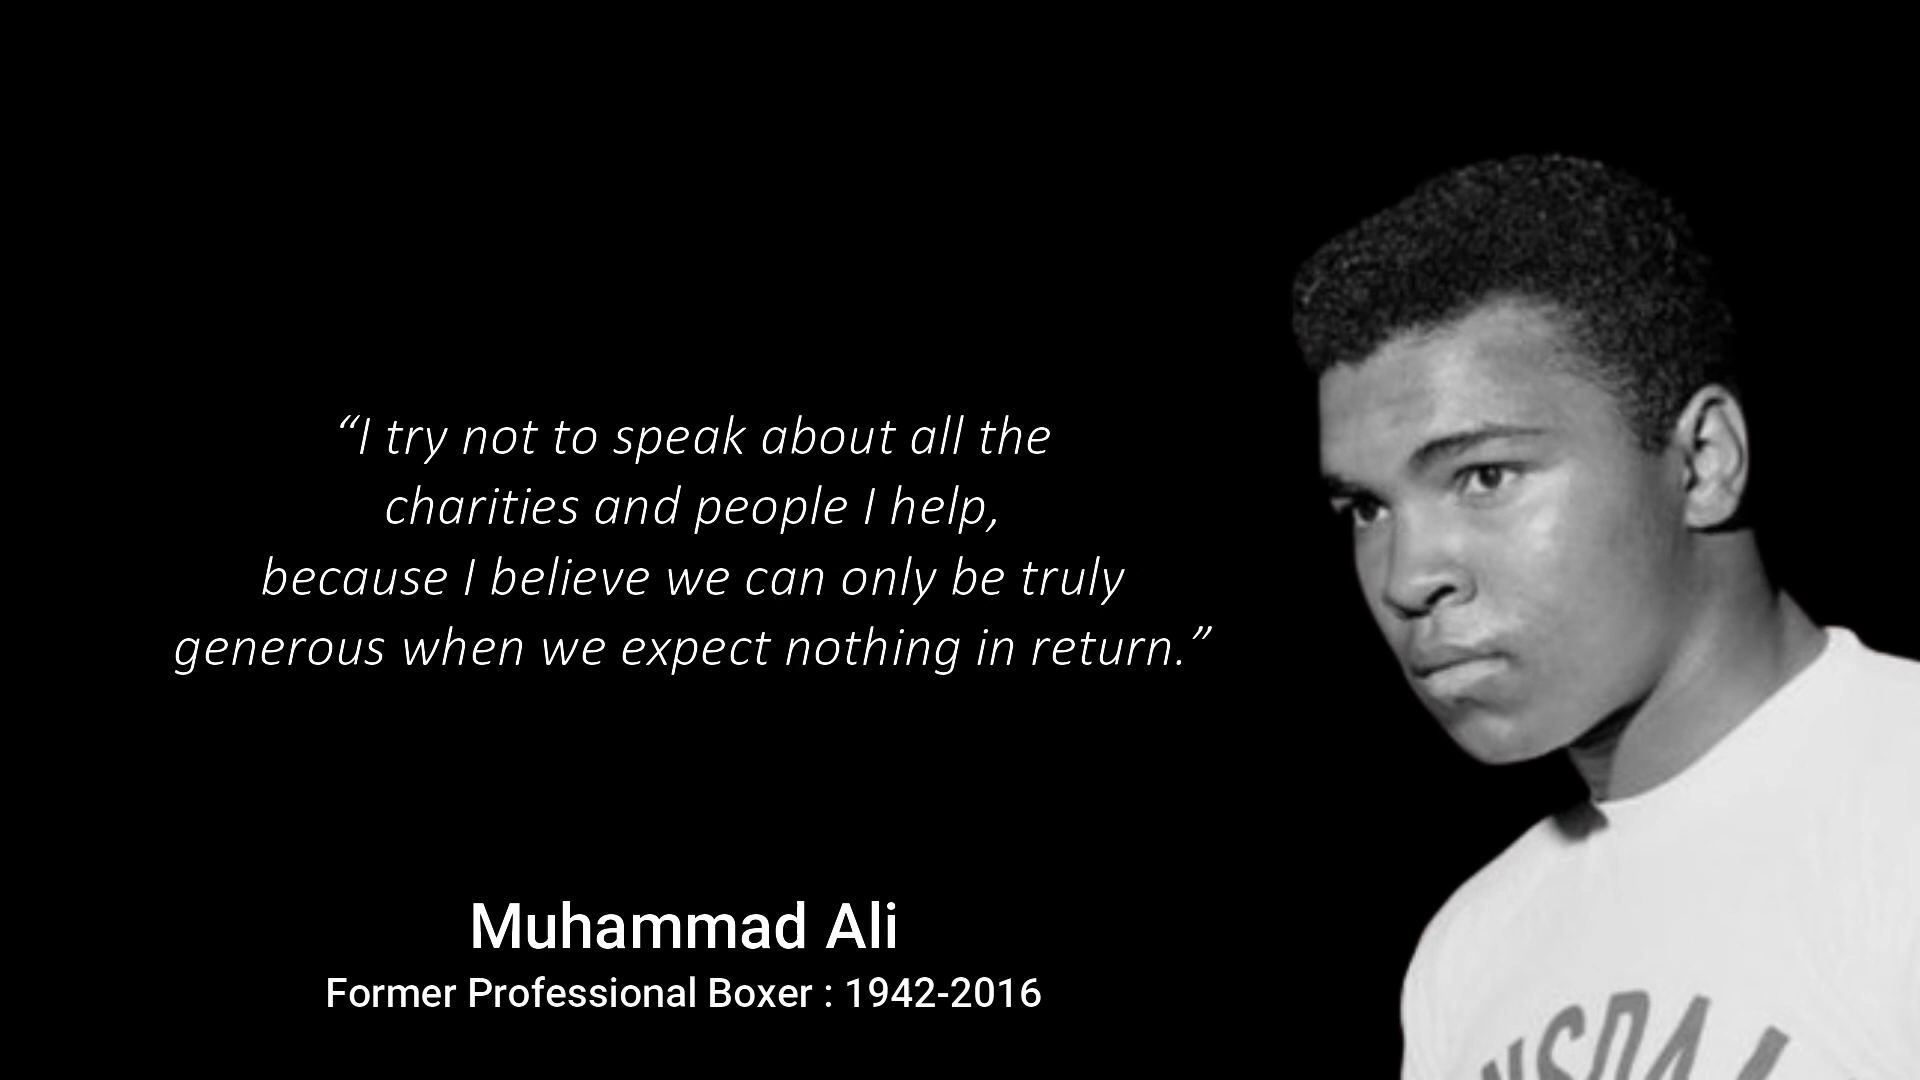 “I try not to speak about all the
charities and people I help,
because I believe we can only be truly
generous when we expect nothing in return.”
Muhammad Ali
Former Professional Boxer : 1942-2016